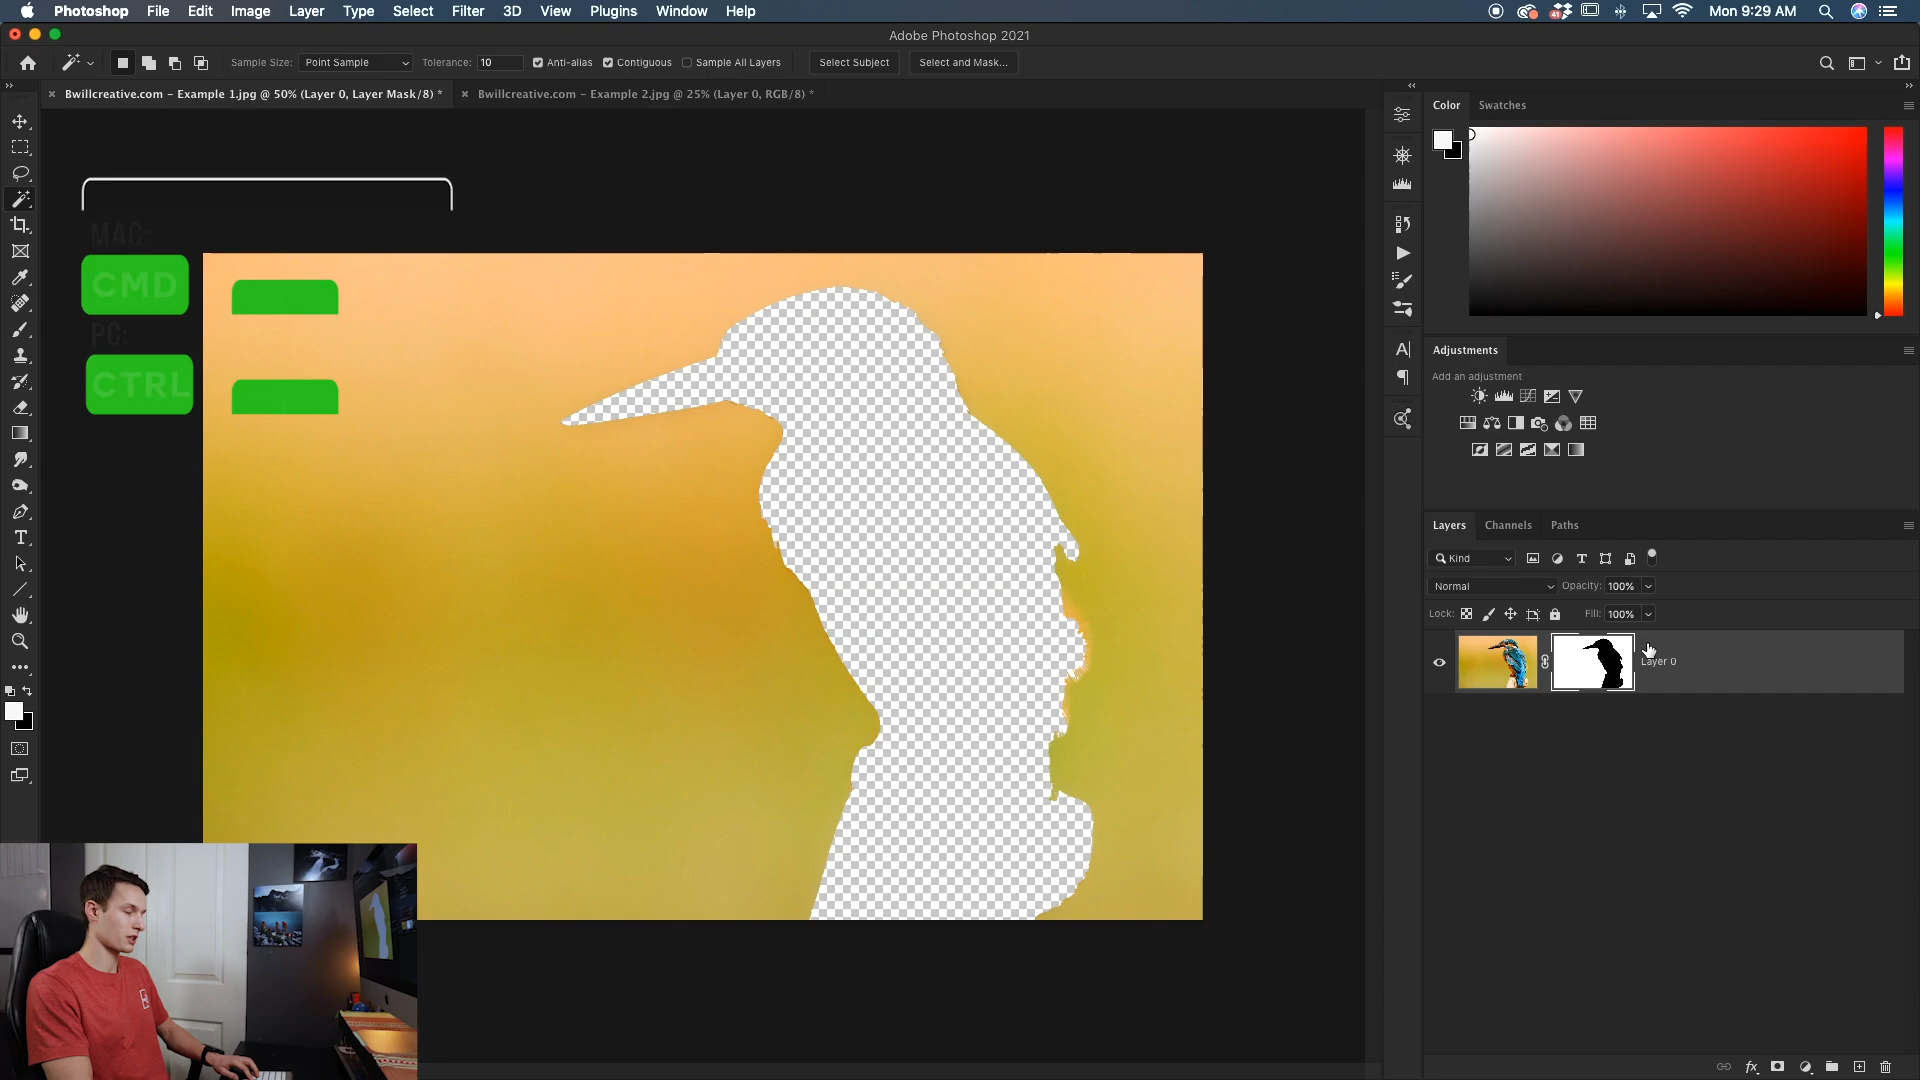 Photoshop File Edit Image Layer Type Select Filter 3D View Plugins Window Help
41
Mon 9:29 AM
Adobe Photoshop 2021
Sample Size: Point Sample Tolerance: 10 Anti-alias Contiguous Sample All Layers Select Subject Select and Mask...
Bwillcreative.com - Example 1.jpg @ 50% (Layer 0, Layer Mask/8) *
Bwillcreative.com - Example 2.jpg @ 25% (Layer 0, RGB/8) *
Color Swatches
MAC:
CMD
PC:
CTRL
Adjustments
Add an adjustment
Layers Channels Paths
Kind
Normal Opacity: 100%
Lock: Fill: 100%
Layer 0